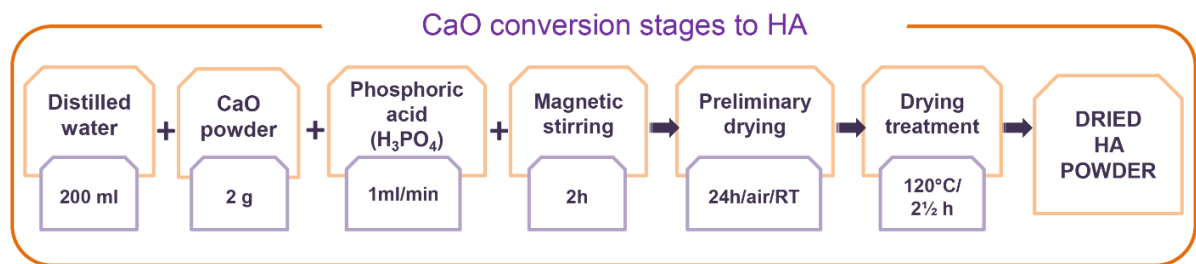 CaO conversion stages to HA
Distilled
water
200 ml
+
CaO
powder
2 g
+
Phosphoric
acid
(H₃PO₄)
1ml/min
+
Magnetic
stirring
2h
Preliminary
drying
24h/air/RT
Drying
treatment
120°C/
2½ h
DRIED
HA
POWDER